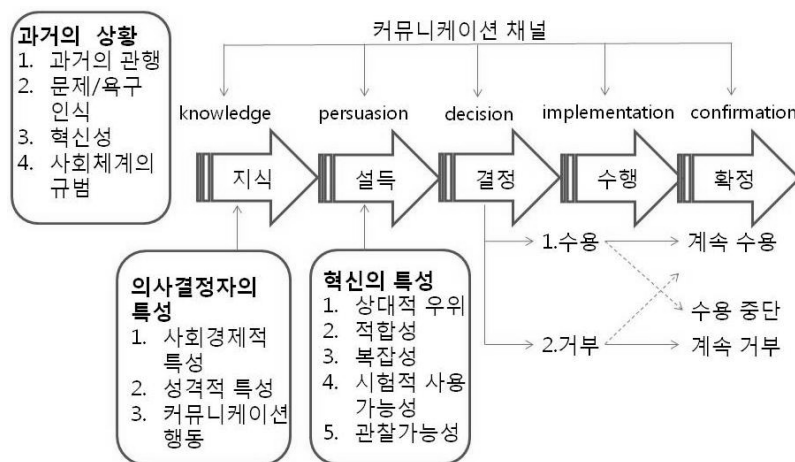 커뮤니케이션 채널
과거의 상황
1. 과거의 관행
2. 문제/욕구
인식
3. 혁신성
4. 사회체계의
규범
knowledge
persuasion
decision
implementation
confirmation
지식
설득
결정
수행
확정
1.수용
계속 수용
수용 중단
2.거부
계속 거부
의사결정자의
특성
1. 사회경제적
특성
2. 성격적 특성
3. 커뮤니케이션
행동
혁신의 특성
1. 상대적 우위
2. 적합성
3. 복잡성
4. 시험적 사용
가능성
5. 관찰가능성